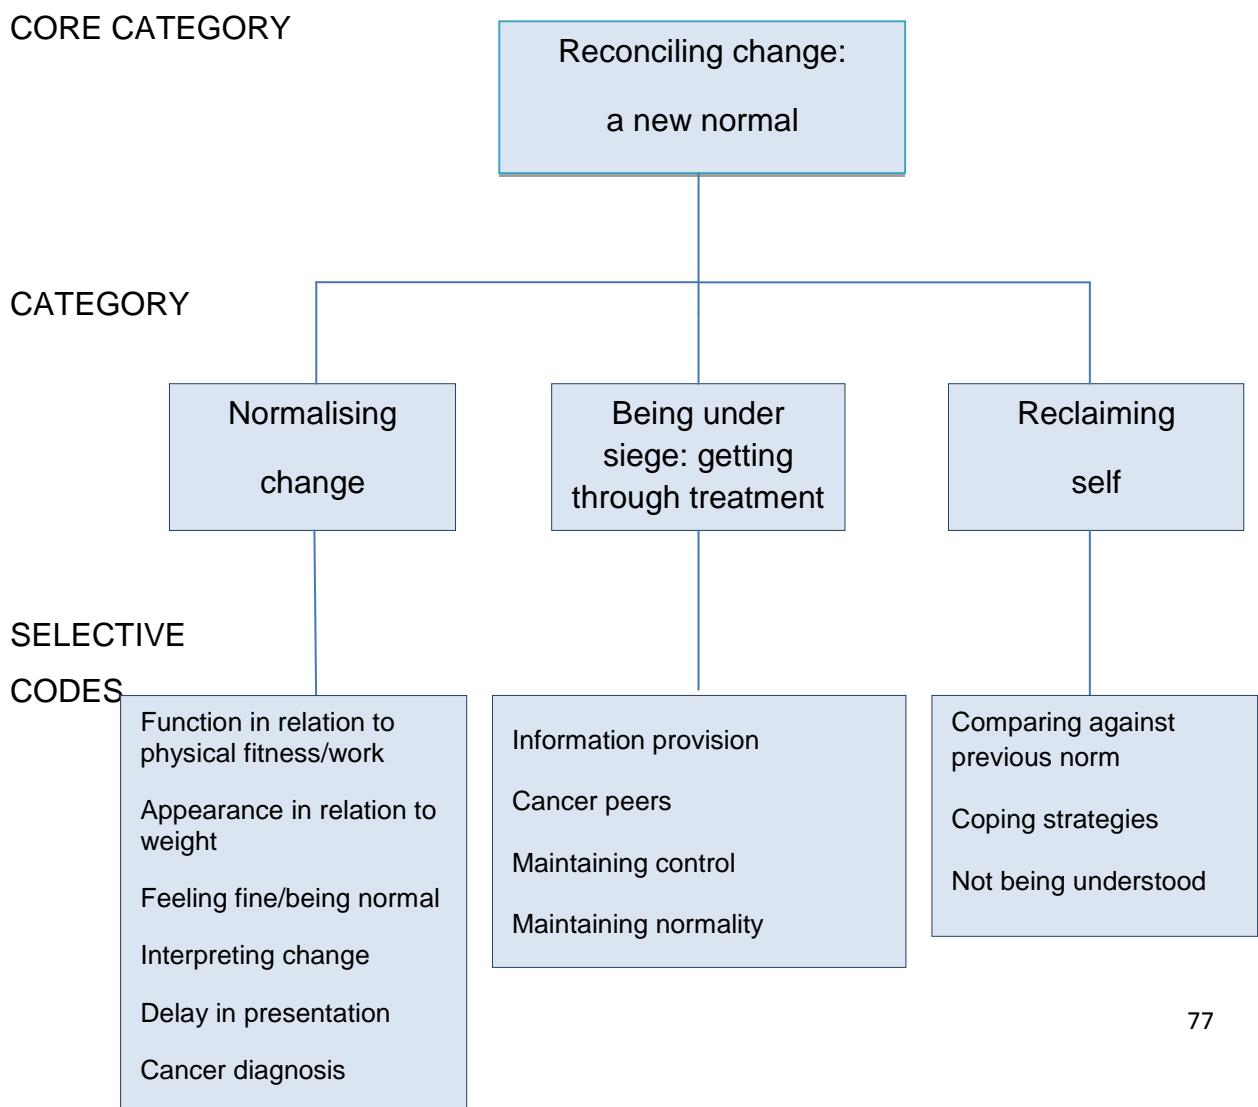 CORE CATEGORY
Reconciling change:
a new normal
CATEGORY
Normalising
change
Being under
siege: getting
through treatment
Reclaiming
self
SELECTIVE
CODES
Function in relation to
physical fitness/work
Appearance in relation to
weight
Feeling fine/being normal
Interpreting change
Delay in presentation
Cancer diagnosis
Information provision
Cancer peers
Maintaining control
Maintaining normality
Comparing against
previous norm
Coping strategies
Not being understood
77